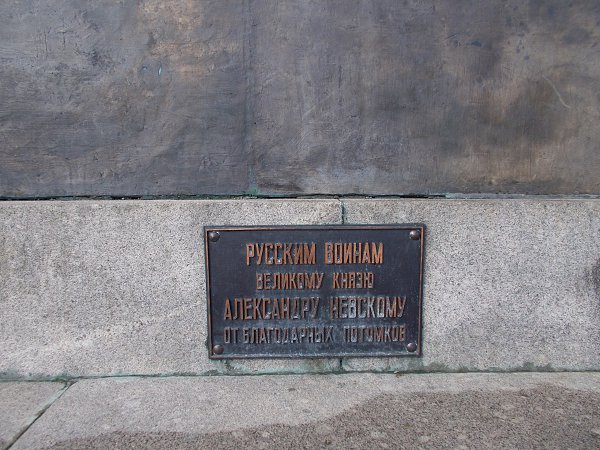 РУССКИМ ВОИНАМ
ВЕЛИКОМУ КНЯЗЮ
АЛЕКСАНДРУ НЕВСКОМУ
ОТ БЛАГОДАРНЫХ ПОТОМКОВ